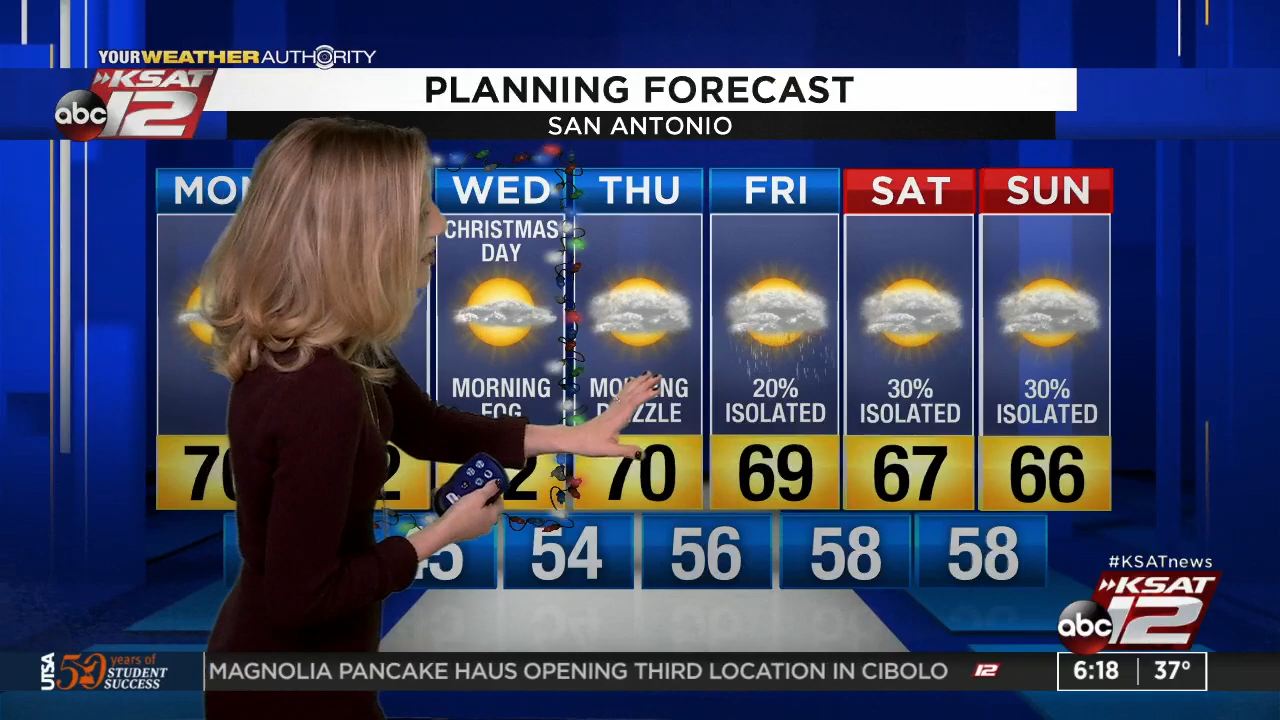 YOUR WEATHER AUTHORITY
KSAT
abc 12
PLANNING FORECAST
SAN ANTONIO
WED THU FRI SAT SUN
CHRISTMAS
DAY
MORNING 20% 30% 30%
FOG ISOLATED ISOLATED ISOLATED
70 69 67 66
54 56 58 58
#KSATnews
KSAT
abc 12
UTSA 50 years of
STUDENT
SUCCESS
MAGNOLIA PANCAKE HAUS OPENING THIRD LOCATION IN CIBOLO 12
6:18 37°